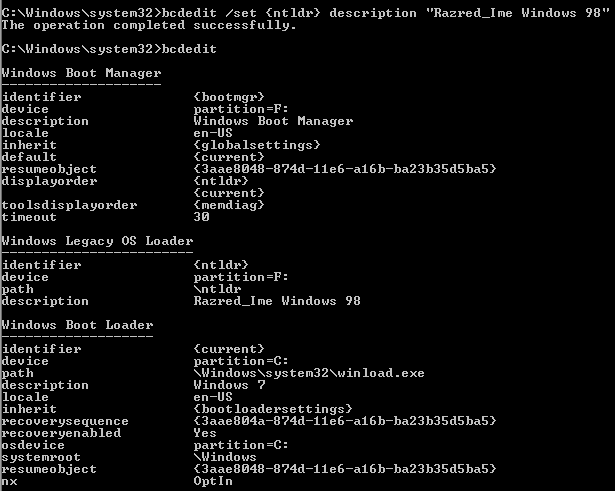 C:\Windows\system32>bcdedit /set {ntldr} description "Razred_Ime Windows 98"
The operation completed successfully.
C:\Windows\system32>bcdedit
Windows Boot Manager
--------------------
identifier {bootmgr}
device partition=F:
description Windows Boot Manager
locale en-US
inherit {globalsettings}
default {current}
resumeobject {3aae8048-874d-11e6-a16b-ba23b35d5ba5}
displayorder {ntldr}
{current}
toolsdisplayorder {memdiag}
timeout 30
Windows Legacy OS Loader
------------------------
identifier {ntldr}
device partition=F:
path \ntldr
description Razred_Ime Windows 98
Windows Boot Loader
-------------------
identifier {current}
device partition=C:
path \Windows\system32\winload.exe
description Windows 7
locale en-US
inherit {bootloadersettings}
recoverysequence {3aae804a-874d-11e6-a16b-ba23b35d5ba5}
recoveryenabled Yes
osdevice partition=C:
systemroot \Windows
resumeobject {3aae8048-874d-11e6-a16b-ba23b35d5ba5}
nx OptIn